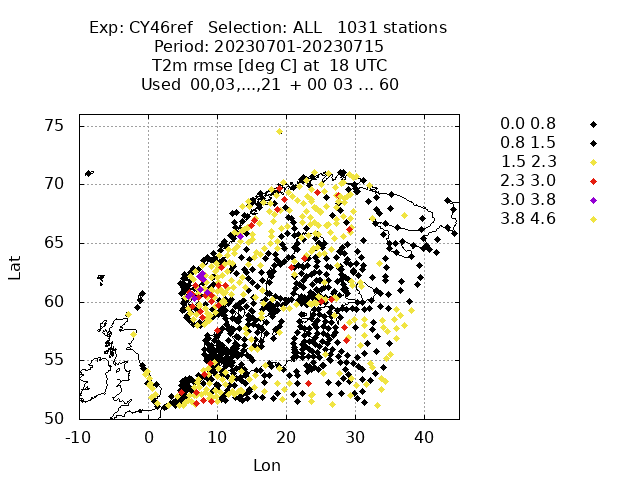 Exp: CY46ref   Selection: ALL   1031 stations
Period: 20230701-20230715
T2m rmse [deg C] at  18 UTC
Used  00,03,...,21  + 00 03 ... 60
0.0 0.8
0.8 1.5
1.5 2.3
2.3 3.0
3.0 3.8
3.8 4.6
75
70
65
60
55
50
Lat
-10 0 10 20 30 40
Lon